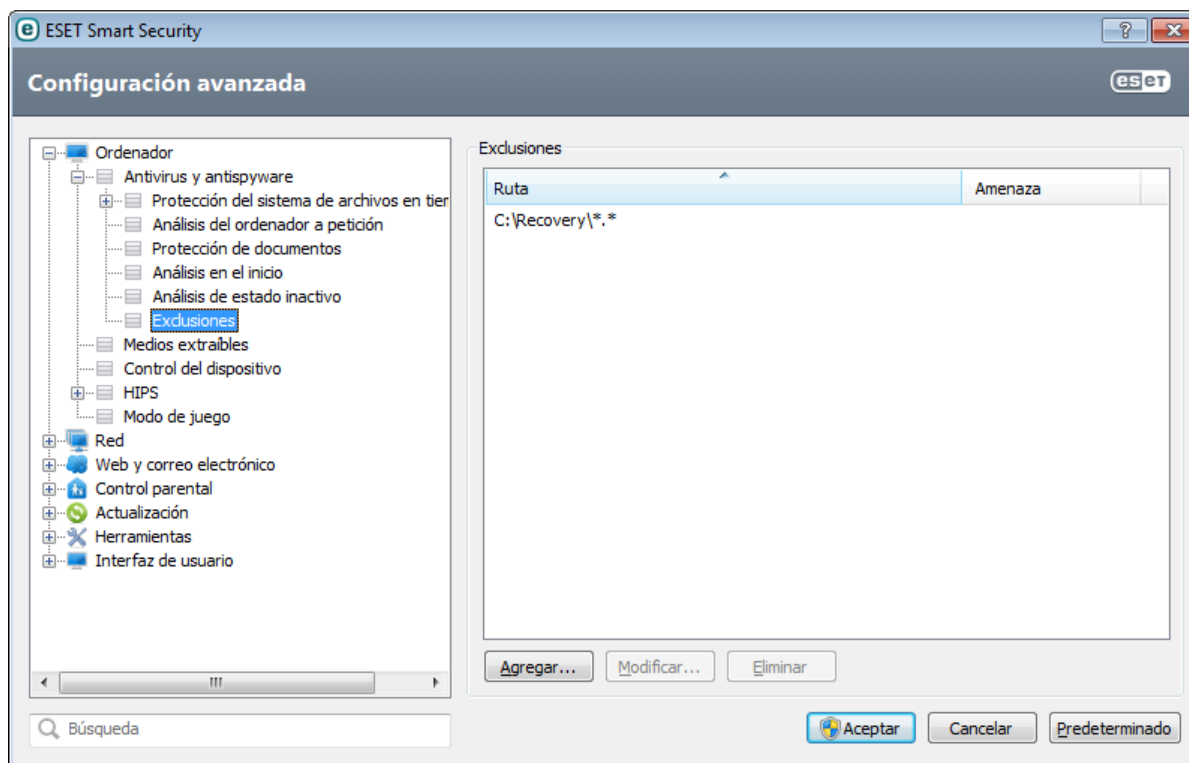 ESET Smart Security
Configuración avanzada
eseT
Ordenador
Antivirus y antispyware
Protección del sistema de archivos en tier
Análisis del ordenador a petición
Protección de documentos
Análisis en el inicio
Análisis de estado inactivo
Exclusiones
Medios extraíbles
Control del dispositivo
HIPS
Modo de juego
Red
Web y correo electrónico
Control parental
Actualización
Herramientas
Interfaz de usuario
Búsqueda
Exclusiones
Ruta Amenaza
C:\Recovery\*.*
Agregar... Modificar... Eliminar
Aceptar Cancelar Predeterminado